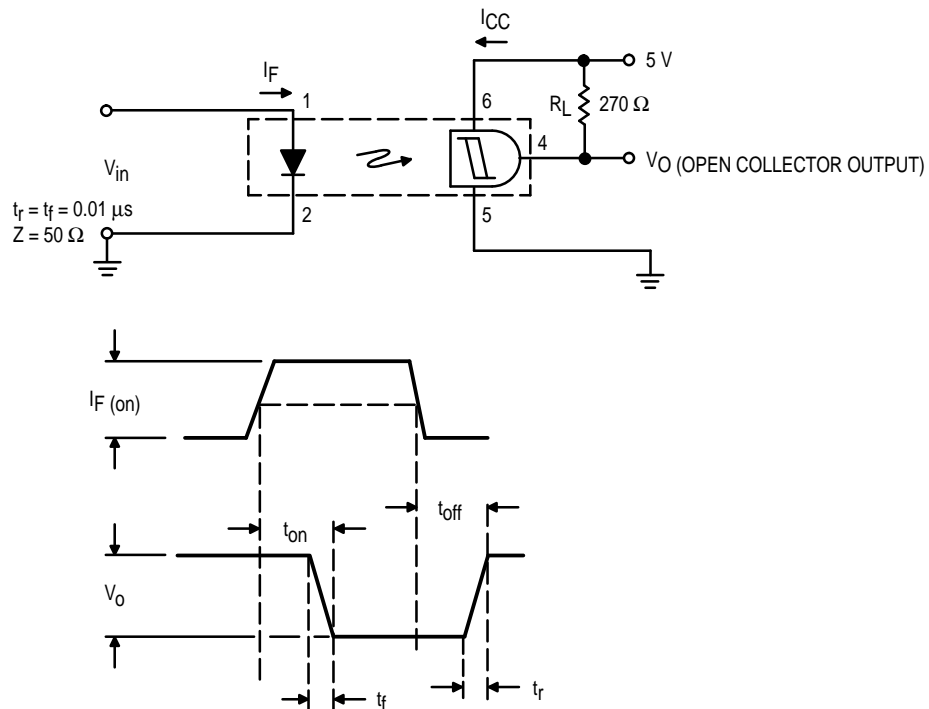 ICC
5 V
IF
1
6
RL
270 Ω
4
Vin
VO (OPEN COLLECTOR OUTPUT)
2
5
tr = tf = 0.01 μs
Z = 50 Ω
IF (on)
ton
toff
Vo
tf
tr